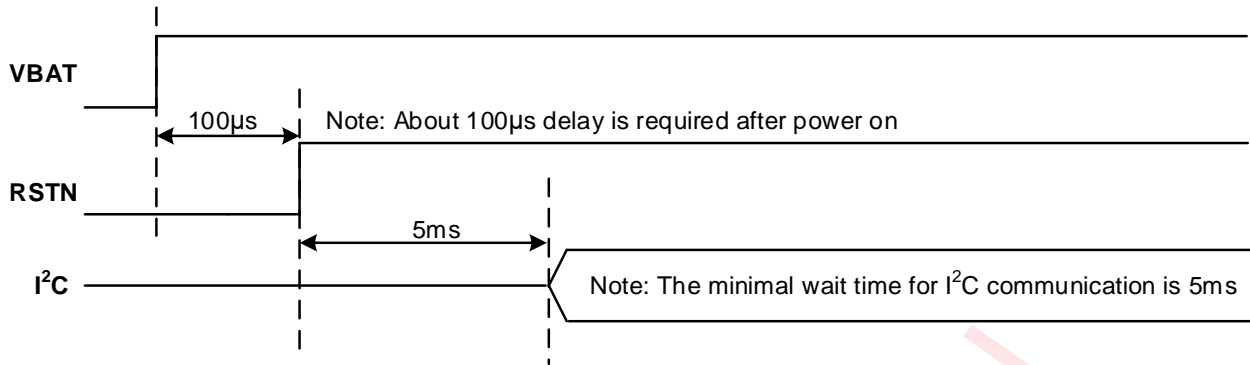 VBAT
100µs
Note: About 100µs delay is required after power on
RSTN
5ms
I²C
Note: The minimal wait time for I²C communication is 5ms